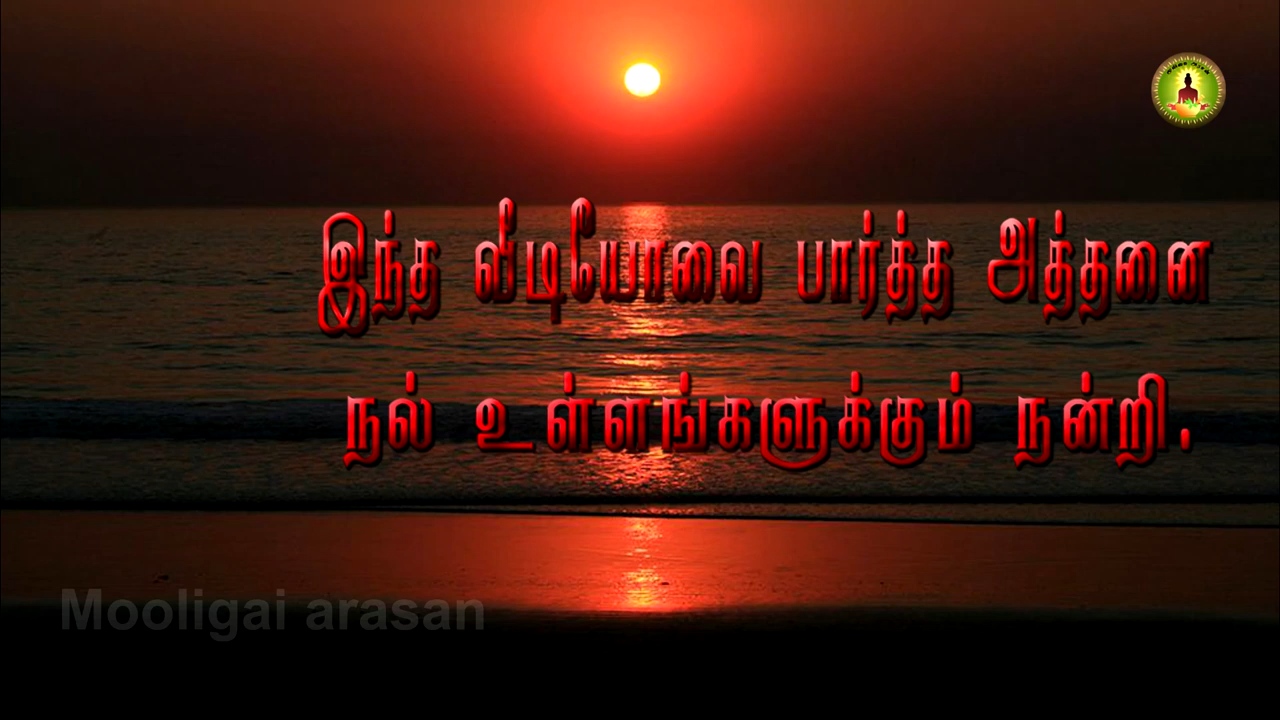 இந்த வீடியோவை பார்த்த அத்தனை
நல் உள்ளங்களுக்கும் நன்றி.
Mooligai arasan